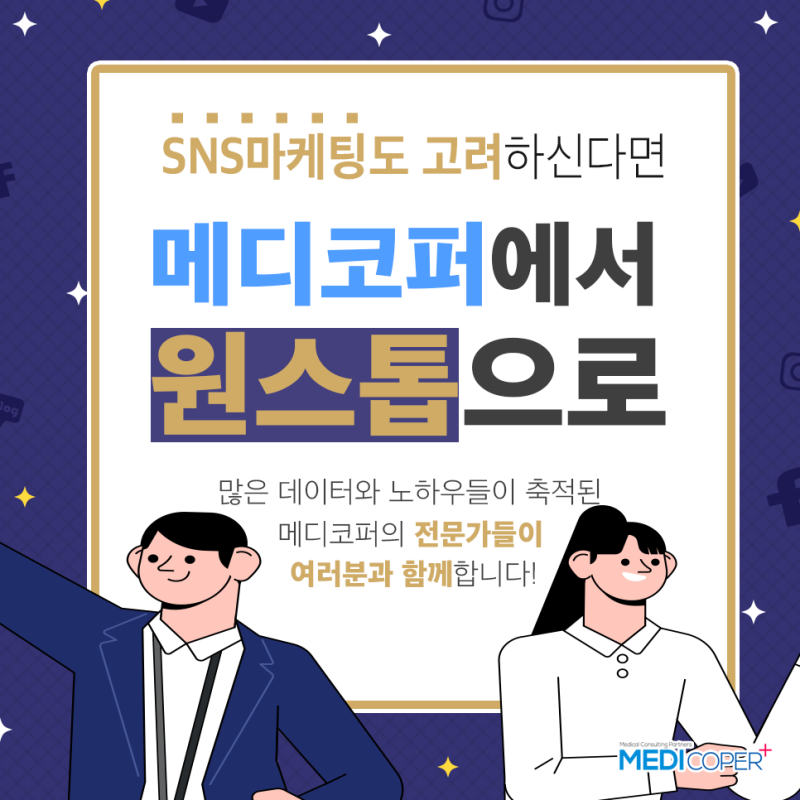 SNS마케팅도 고려하신다면
메디코퍼에서
원스톱으로
많은 데이터와 노하우들이 축적된
메디코퍼의 전문가들이
여러분과 함께합니다!
log
Medical Consulting Partners
MEDICOPER+